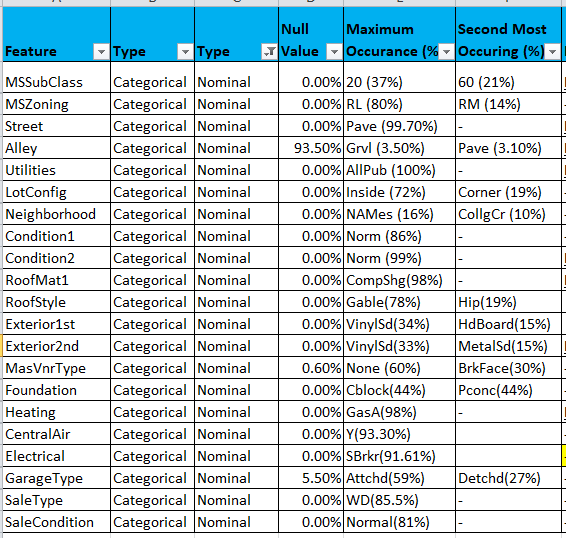 Feature Type Type Null Value Maximum Occurance (% Second Most Occuring (%)
MSSubClass Categorical Nominal 0.00% 20 (37%) 60 (21%)
MSZoning Categorical Nominal 0.00% RL (80%) RM (14%)
Street Categorical Nominal 0.00% Pave (99.70%) -
Alley Categorical Nominal 93.50% Grvl (3.50%) Pave (3.10%)
Utilities Categorical Nominal 0.00% AllPub (100%) -
LotConfig Categorical Nominal 0.00% Inside (72%) Corner (19%)
Neighborhood Categorical Nominal 0.00% NAMes (16%) CollgCr (10%)
Condition1 Categorical Nominal 0.00% Norm (86%) -
Condition2 Categorical Nominal 0.00% Norm (99%) -
RoofMat1 Categorical Nominal 0.00% CompShg(98%) -
RoofStyle Categorical Nominal 0.00% Gable(78%) Hip(19%)
Exterior1st Categorical Nominal 0.00% VinylSd(34%) HdBoard(15%)
Exterior2nd Categorical Nominal 0.00% VinylSd(33%) MetalSd(15%)
MasVnrType Categorical Nominal 0.60% None (60%) BrkFace(30%)
Foundation Categorical Nominal 0.00% Cblock(44%) Pconc(44%)
Heating Categorical Nominal 0.00% GasA(98%) -
CentralAir Categorical Nominal 0.00% Y(93.30%)
Electrical Categorical Nominal 0.00% SBrkr(91.61%)
GarageType Categorical Nominal 5.50% Attchd(59%) Detchd(27%)
SaleType Categorical Nominal 0.00% WD(85.5%) -
SaleCondition Categorical Nominal 0.00% Normal(81%) -